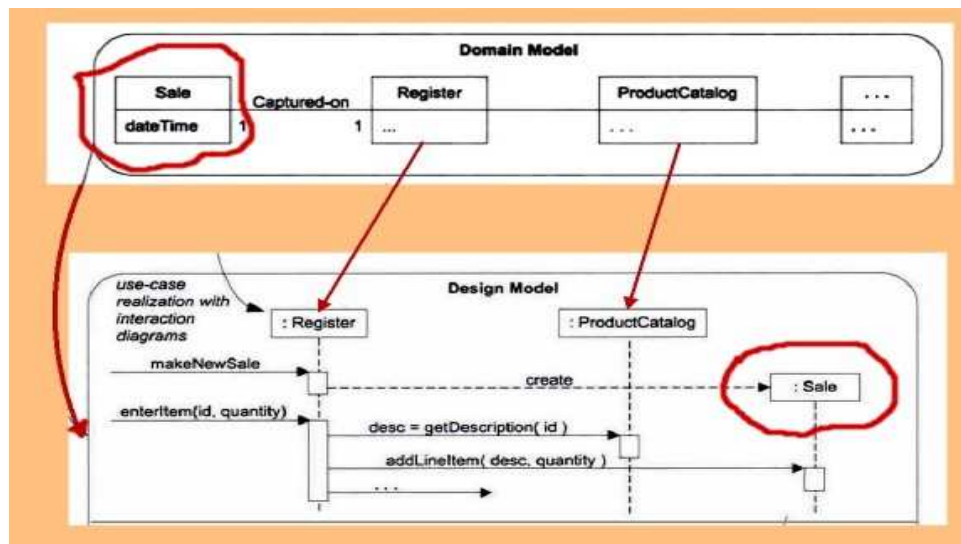 Domain Model
Sale
Captured-on
Register
ProductCatalog
. . .
dateTime
1
1
...
. . .
...
use-case
realization with
interaction
diagrams
Design Model
: Register
: ProductCatalog
makeNewSale
create
: Sale
enterItem(id, quantity)
desc = getDescription( id )
addLineItem( desc, quantity )
. . .